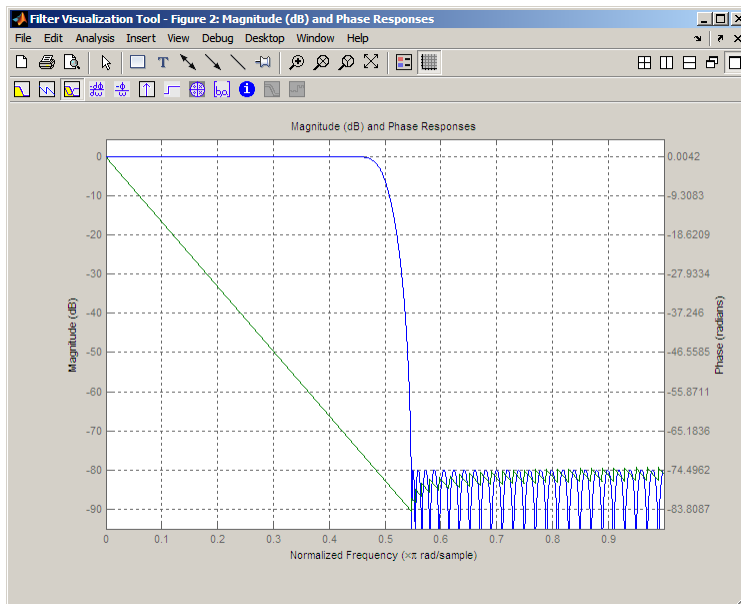 Filter Visualization Tool - Figure 2: Magnitude (dB) and Phase Responses
File Edit Analysis Insert View Debug Desktop Window Help
Magnitude (dB) and Phase Responses
0
-10
-20
-30
-40
-50
-60
-70
-80
-90
Magnitude (dB)
0.0042
-9.3083
-18.6209
-27.9334
-37.246
-46.5585
-55.8711
-65.1836
-74.4962
-83.8087
Phase (radians)
0 0.1 0.2 0.3 0.4 0.5 0.6 0.7 0.8 0.9
Normalized Frequency (×π rad/sample)